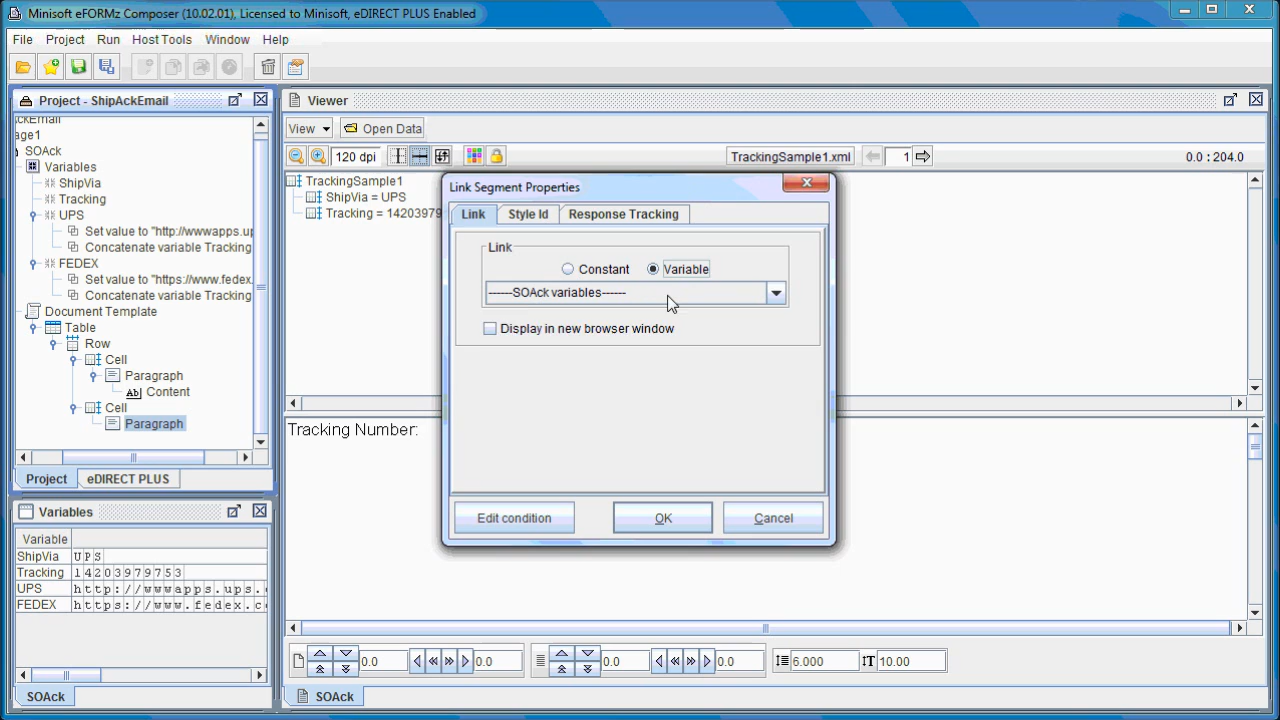 Minisoft eFORMz Composer (10.02.01), Licensed to Minisoft, eDIRECT PLUS Enabled
File Project Run Host Tools Window Help
Project - ShipAckEmail
ckEmail
age1
SOAck
Variables
ShipVia
Tracking
UPS
Set value to "http://wwwapps.up
Concatenate variable Tracking
FEDEX
Set value to "https://www.fedex.
Concatenate variable Tracking
Document Template
Table
Row
Cell
Paragraph
Ab| Content
Cell
Paragraph
Project eDIRECT PLUS
Variables
Variable
ShipVia UPS
Tracking 14203979753
UPS http://wwwapps.ups.
FEDEX https://www.fedex.c
SOAck
Viewer
View Open Data
120 dpi TrackingSample1.xml 1 0.0 : 204.0
TrackingSample1
ShipVia = UPS
Tracking = 14203979
Tracking Number:
0.0 0.0 0.0 0.0 6.000 IT 10.00
SOAck
Link Segment Properties
Link Style Id Response Tracking
Link
Constant Variable
------SOAck variables------
Display in new browser window
Edit condition OK Cancel